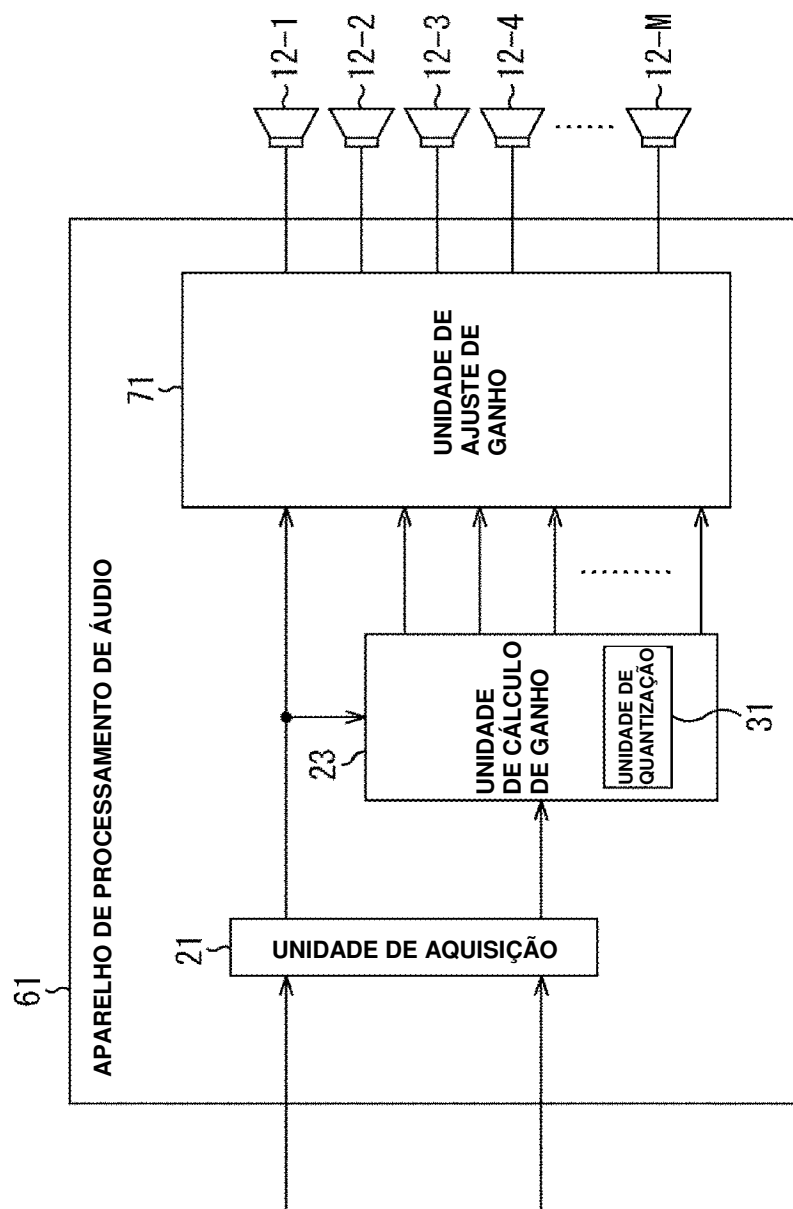 61
APARELHO DE PROCESSAMENTO DE ÁUDIO
21
UNIDADE DE AQUISIÇÃO
23
UNIDADE
DE CÁLCULO
DE GANHO
UNIDADE DE
QUANTIZAÇÃO
31
71
UNIDADE DE
AJUSTE DE
GANHO
12-1
12-2
12-3
12-4
12-M